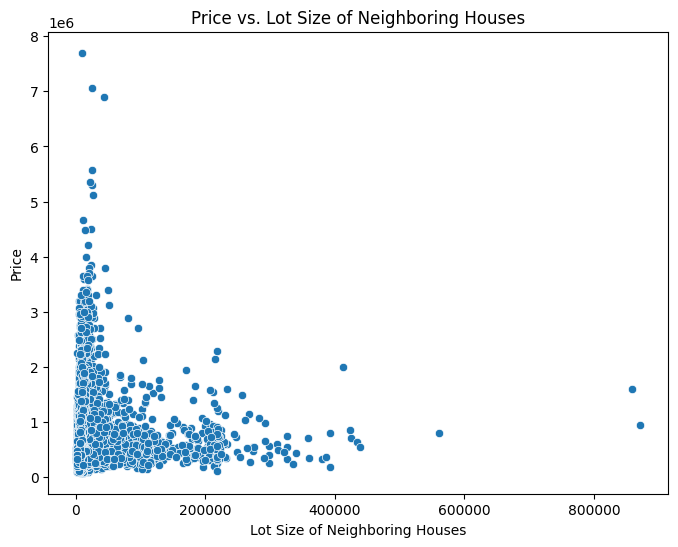 Price vs. Lot Size of Neighboring Houses
1e6
8
7
6
5
4
3
2
1
0
Price
0 200000 400000 600000 800000
Lot Size of Neighboring Houses